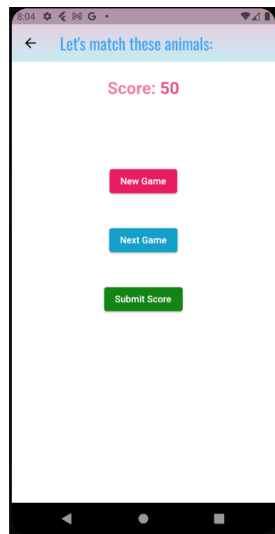 8:04 G
Let's match these animals:
Score: 50
New Game
Next Game
Submit Score